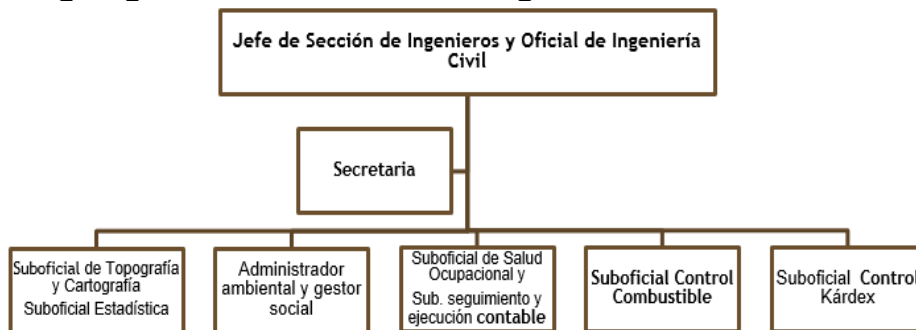 Jefe de Sección de Ingenieros y Oficial de Ingeniería
Civil
Secretaria
Suboficial de Topografía
y Cartografía
Suboficial Estadística
Administrador
ambiental y gestor
social
Suboficial de Salud
Ocupacional y
Sub. seguimiento y
ejecución contable
Suboficial Control
Combustible
Suboficial Control
Kárdex